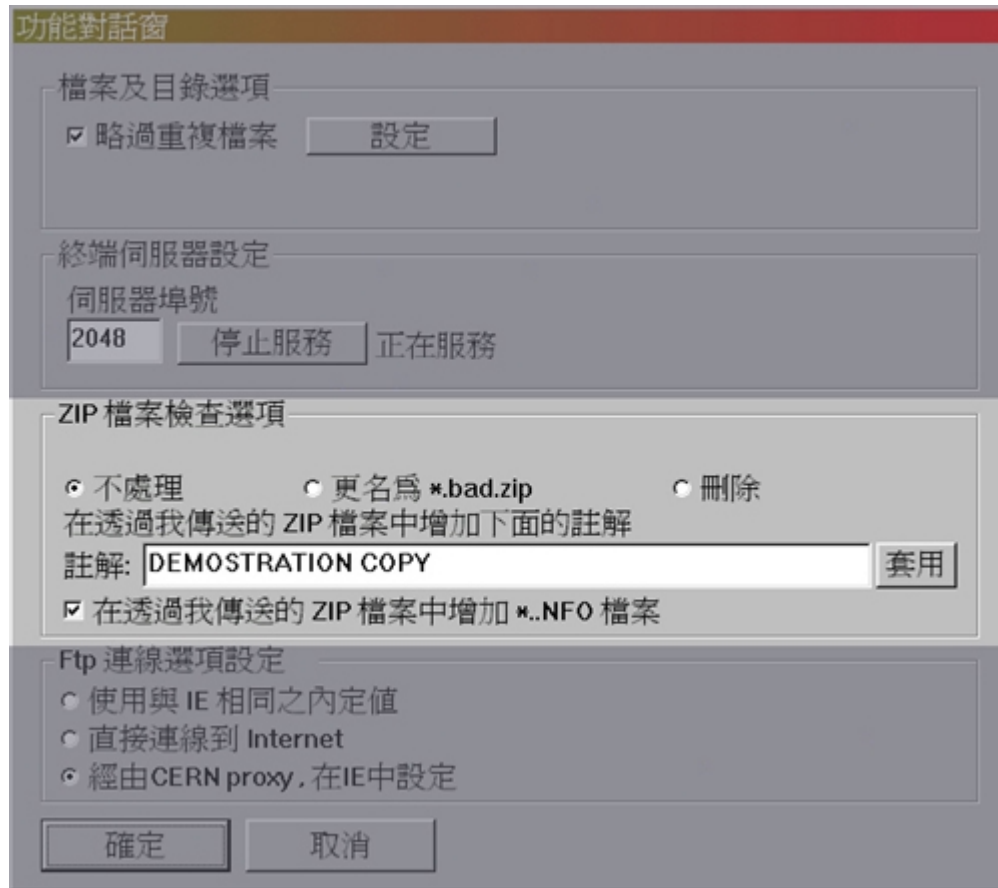 功能對話窗
檔案及目錄選項
略過重複檔案 設定
終端伺服器設定
伺服器埠號
2048 停止服務 正在服務
ZIP 檔案檢查選項
不處理 更名爲 *.bad.zip 刪除
在透過我傳送的 ZIP 檔案中增加下面的註解
註解: DEMOSTRATION COPY 套用
在透過我傳送的 ZIP 檔案中增加 *..NFO 檔案
Ftp 連線選項設定
使用與 IE 相同之內定值
直接連線到 Internet
經由CERN proxy , 在IE中設定
確定 取消